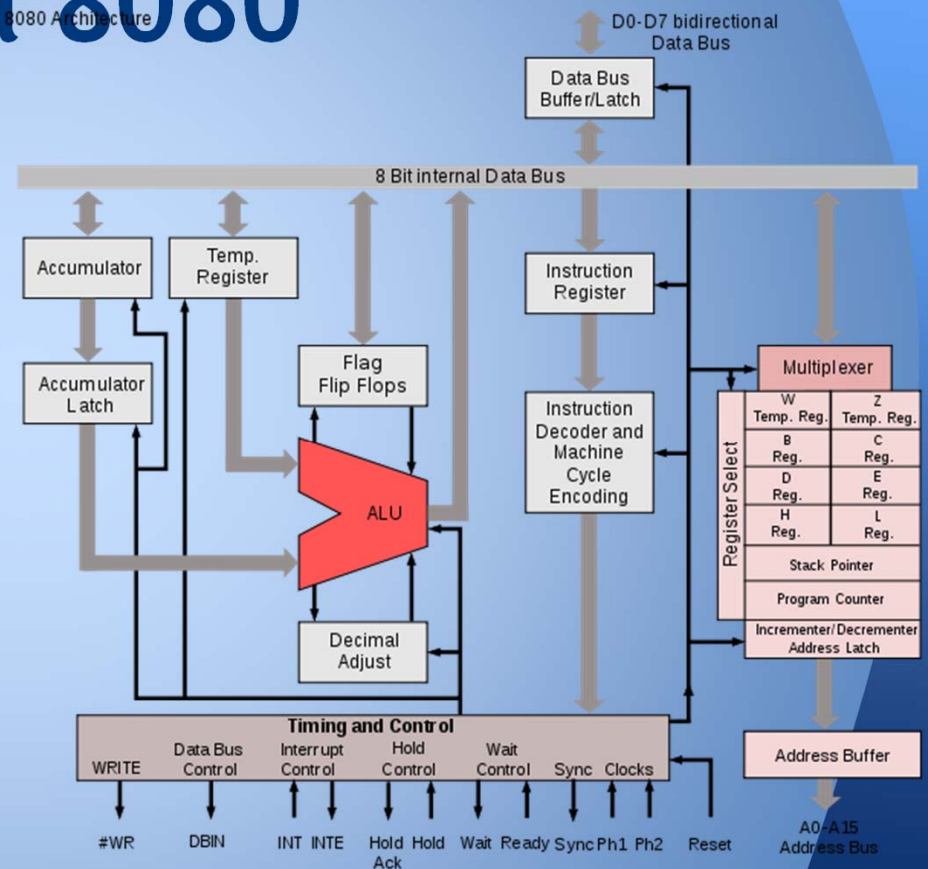 8080 Architecture
8080
D0-D7 bidirectional
Data Bus
Data Bus
Buffer/Latch
8 Bit internal Data Bus
Accumulator
Temp.
Register
Instruction
Register
Flag
Flip Flops
Multiplexer
Accumulator
Latch
Instruction
Decoder and
Machine
Cycle
Encoding
Register Select
W
Temp. Reg.
Z
Temp. Reg.
B
Reg.
C
Reg.
D
Reg.
E
Reg.
H
Reg.
L
Reg.
Stack Pointer
Program Counter
Incrementer/Decrementer
Address Latch
ALU
Decimal
Adjust
Timing and Control
WRITE
Data Bus
Control
Interrupt
Control
Hold
Control
Wait
Control
Sync
Clocks
Address Buffer
#WR
DBIN
INT
INTE
Hold
Ack
Hold
Wait
Ready
Sync
Ph1
Ph2
Reset
A0-A15
Address Bus